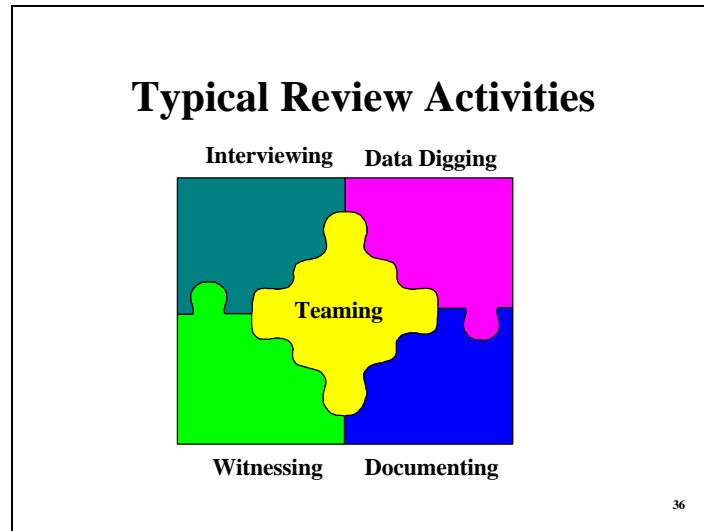 Typical Review Activities
Interviewing Data Digging
Teaming
Witnessing Documenting
36